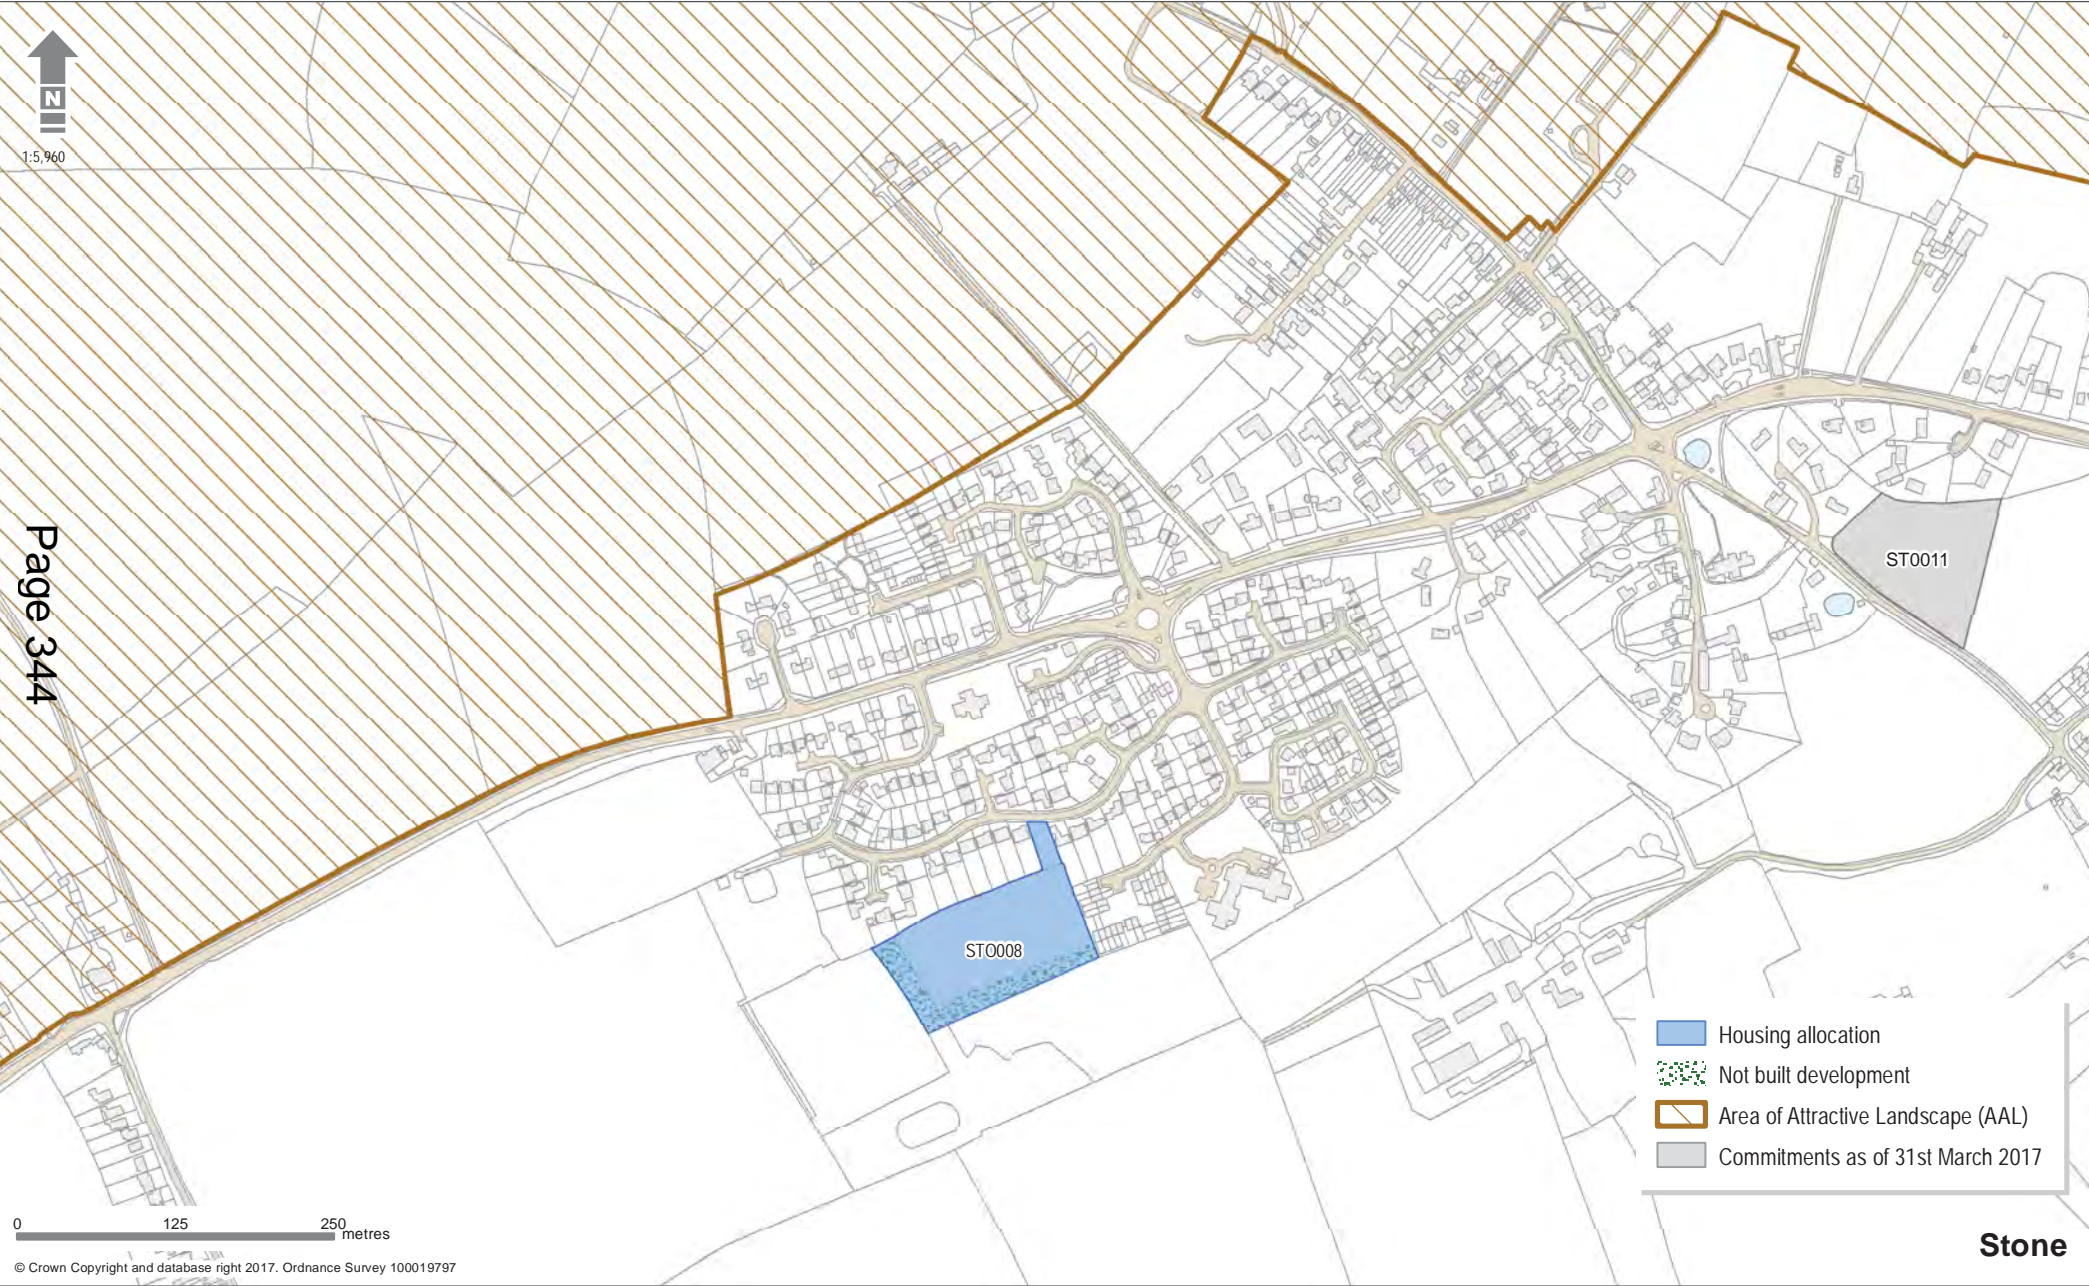 N
1:5,960
Page 344
ST0011
STO008
Housing allocation
Not built development
Area of Attractive Landscape (AAL)
Commitments as of 31st March 2017
0 125 250 metres
Stone
© Crown Copyright and database right 2017. Ordnance Survey 100019797